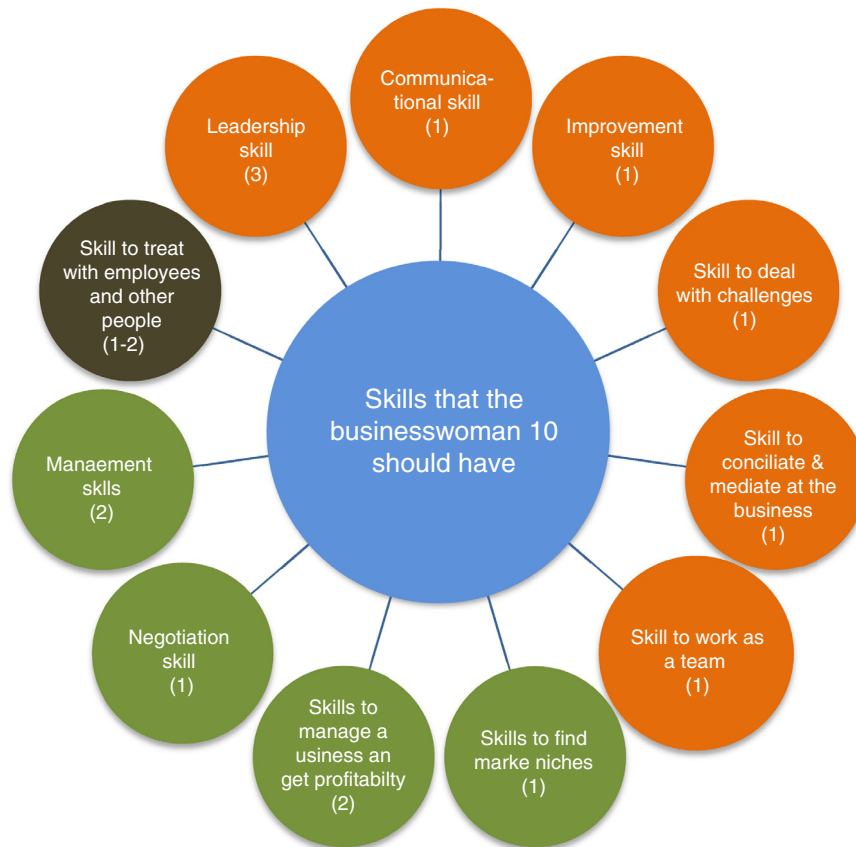 Communica-
tional skill
(1)
Improvement
skill
(1)
Skill to deal
with challenges
(1)
Skill to
conciliate &
mediate at the
business
(1)
Skill to work as
a team
(1)
Skills to find
marke niches
(1)
Skills to
manage a
usiness an
get profitabilty
(2)
Negotiation
skill
(1)
Manaement
sklls
(2)
Skill to treat
with employees
and other
people
(1-2)
Leadership
skill
(3)
Skills that the
businesswoman 10
should have